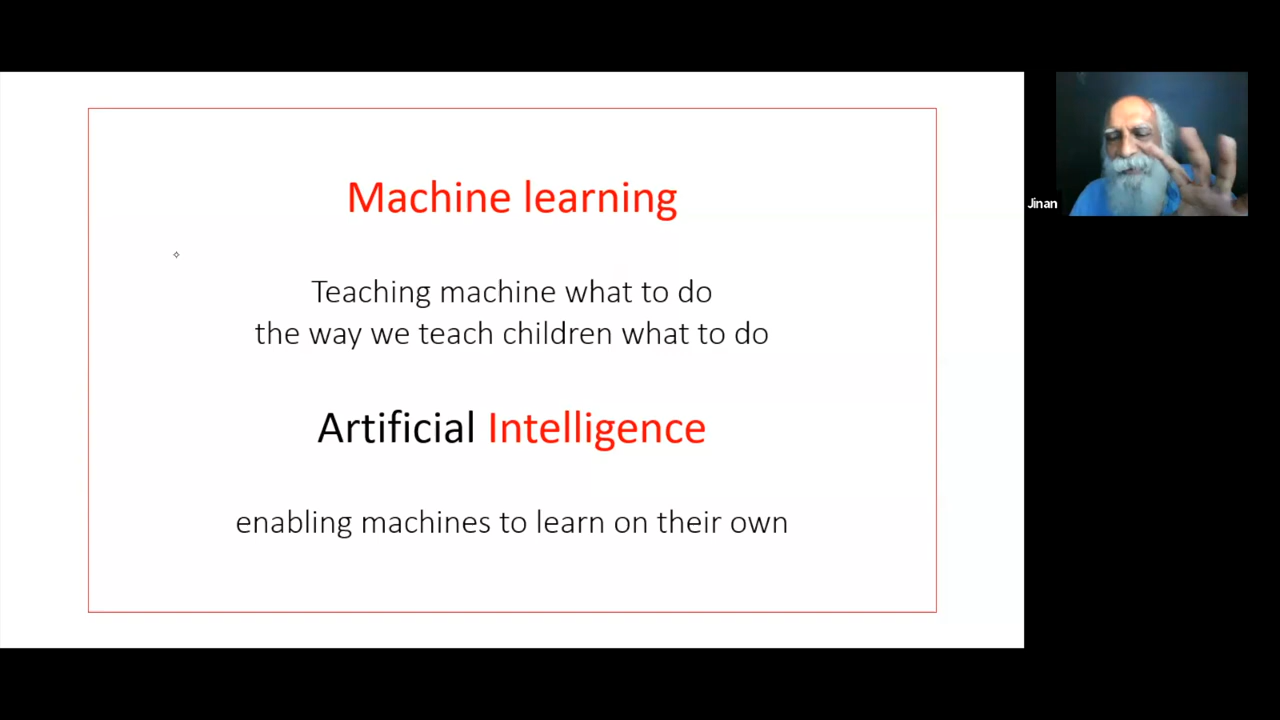 Machine learning
Teaching machine what to do
the way we teach children what to do
Artificial Intelligence
enabling machines to learn on their own
Jinan